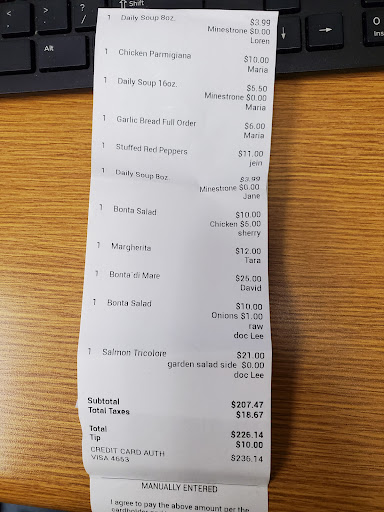 Shift
Alt
Ctrl
Ins
1 Daily Soup 8oz. $3.99
Minestrone $0.00
Loren
1 Chicken Parmigiana $10.00
Maria
1 Daily Soup 16oz. $5.50
Minestrone $0.00
Maria
1 Garlic Bread Full Order $6.00
Maria
1 Stuffed Red Peppers $11.00
jein
1 Daily Soup 8oz. $3.99
Minestrone $0.00
Jane
1 Bonta Salad $10.00
Chicken $5.00
sherry
1 Margherita $12.00
Tara
1 Bonta' di Mare $25.00
David
1 Bonta Salad $10.00
Onions $1.00
raw
doc Lee
1 Salmon Tricolore $21.00
garden salad side $0.00
doc Lee
Subtotal $207.47
Total Taxes $18.67
Total $226.14
Tip $10.00
CREDIT CARD AUTH
VISA 4653 $236.14
MANUALLY ENTERED
I agree to pay the above amount per the
cardholder